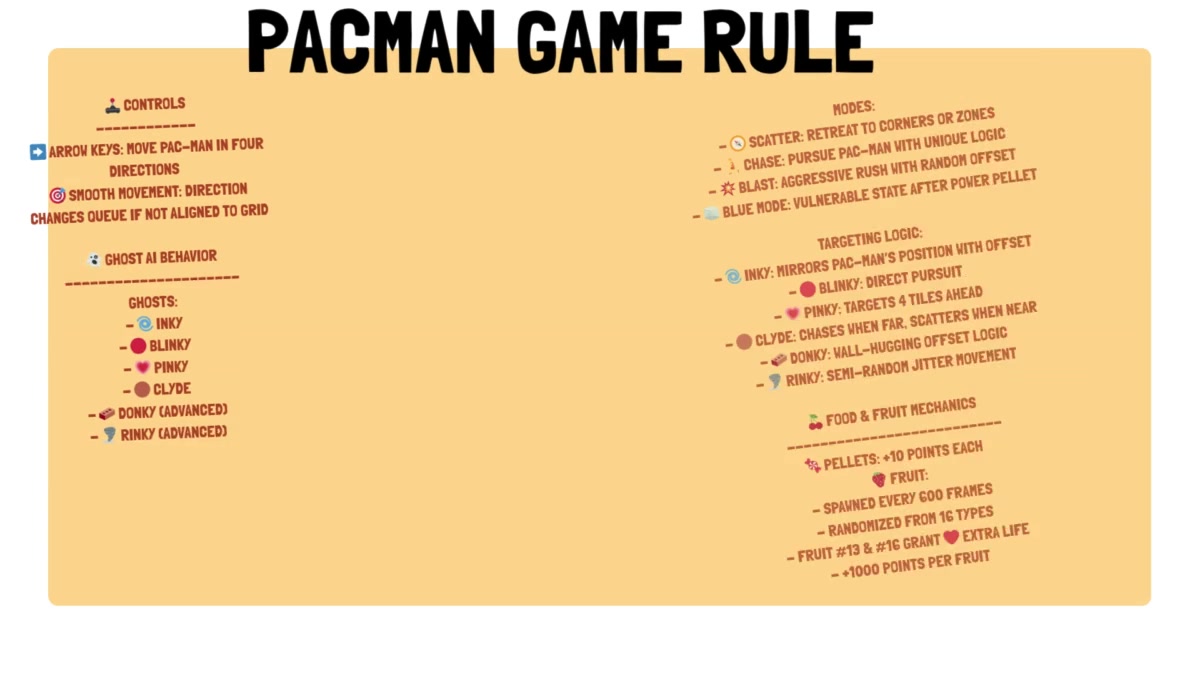 PACMAN GAME RULE
🕹️ CONTROLS
------------
➡️ ARROW KEYS: MOVE PAC-MAN IN FOUR
DIRECTIONS
🎯 SMOOTH MOVEMENT: DIRECTION
CHANGES QUEUE IF NOT ALIGNED TO GRID
👻 GHOST AI BEHAVIOR
---------------------
GHOSTS:
- 🌀 INKY
- 🔴 BLINKY
- 💗 PINKY
- 🟤 CLYDE
- 🧱 DONKY (ADVANCED)
- 🌪️ RINKY (ADVANCED)
MODES:
- 🧭 SCATTER: RETREAT TO CORNERS OR ZONES
- 🏃 CHASE: PURSUE PAC-MAN WITH UNIQUE LOGIC
- 💥 BLAST: AGGRESSIVE RUSH WITH RANDOM OFFSET
- 🧊 BLUE MODE: VULNERABLE STATE AFTER POWER PELLET
TARGETING LOGIC:
- 🌀 INKY: MIRRORS PAC-MAN'S POSITION WITH OFFSET
- 🔴 BLINKY: DIRECT PURSUIT
- 💗 PINKY: TARGETS 4 TILES AHEAD
- 🟤 CLYDE: CHASES WHEN FAR, SCATTERS WHEN NEAR
- 🧱 DONKY: WALL-HUGGING OFFSET LOGIC
- 🌪️ RINKY: SEMI-RANDOM JITTER MOVEMENT
🍒 FOOD & FRUIT MECHANICS
--------------------------
🍬 PELLETS: +10 POINTS EACH
🍓 FRUIT:
- SPAWNED EVERY 600 FRAMES
- RANDOMIZED FROM 16 TYPES
- FRUIT #13 & #16 GRANT ❤️ EXTRA LIFE
- +1000 POINTS PER FRUIT